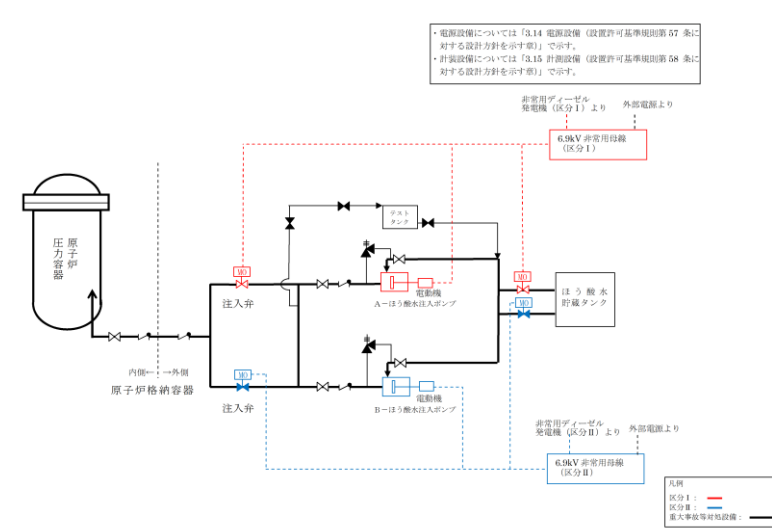 ・電源設備については「3.14 電源設備（設置許可基準規則第 57 条に
対する設計方針を示す章）」で示す。
・計装設備については「3.15 計測設備（設置許可基準規則第 58 条に
対する設計方針を示す章）」で示す。
非常用ディーゼル
発電機（区分Ⅰ）より
外部電源より
6.9kV 非常用母線
（区分Ⅰ）
テスト
タンク
原子炉
圧力容器
MO
注入弁
電動機
A－ほう酸水注入ポンプ
MO
MO
ほう酸水
貯蔵タンク
内側←
→外側
原子炉格納容器
MO
注入弁
電動機
B－ほう酸水注入ポンプ
非常用ディーゼル
発電機（区分Ⅱ）より
外部電源より
6.9kV 非常用母線
（区分Ⅱ）
凡例
区分Ⅰ：
区分Ⅱ：
重大事故等対処設備：